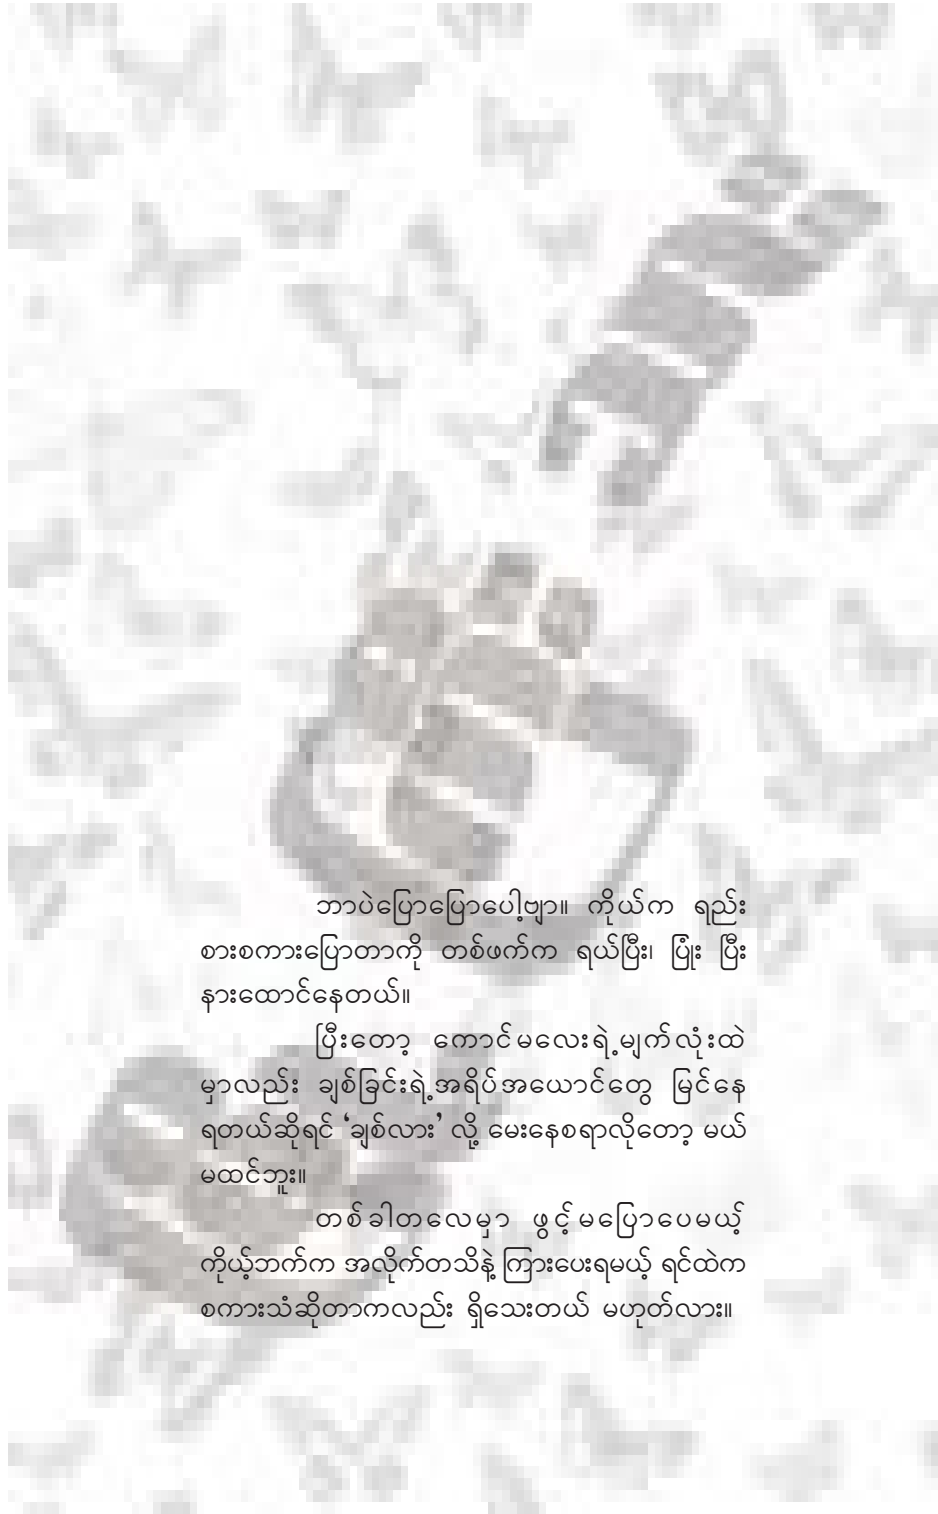 ဘာပဲပြောပြောပေါ့ဗျာ။ ကိုယ်က ရည်း
စားစကားပြောတာကို တစ်ဖက်က ရယ်ပြီး၊ ပြုံး ပြီး
နားထောင်နေတယ်။
ပြီးတော့ ကောင်မလေးရဲ့မျက်လုံးထဲ
မှာလည်း ချစ်ခြင်းရဲ့အရိပ်အယောင်တွေ မြင်နေ
ရတယ်ဆိုရင် ‘ချစ်လား’ လို့ မေးနေစရာလိုတော့ မယ်
မထင်ဘူး။
တစ်ခါတလေမှာ ဖွင့်မပြောပေမယ့်
ကိုယ့်ဘက်က အလိုက်တသိနဲ့ ကြားပေးရမယ့် ရင်ထဲက
စကားသံဆိုတာကလည်း ရှိသေးတယ် မဟုတ်လား။